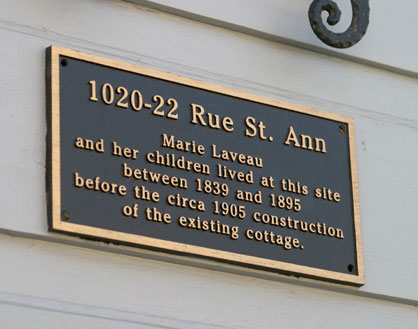 1020-22 Rue St. Ann
Marie Laveau
and her children lived at this site
between 1839 and 1895
before the circa 1905 construction
of the existing cottage.